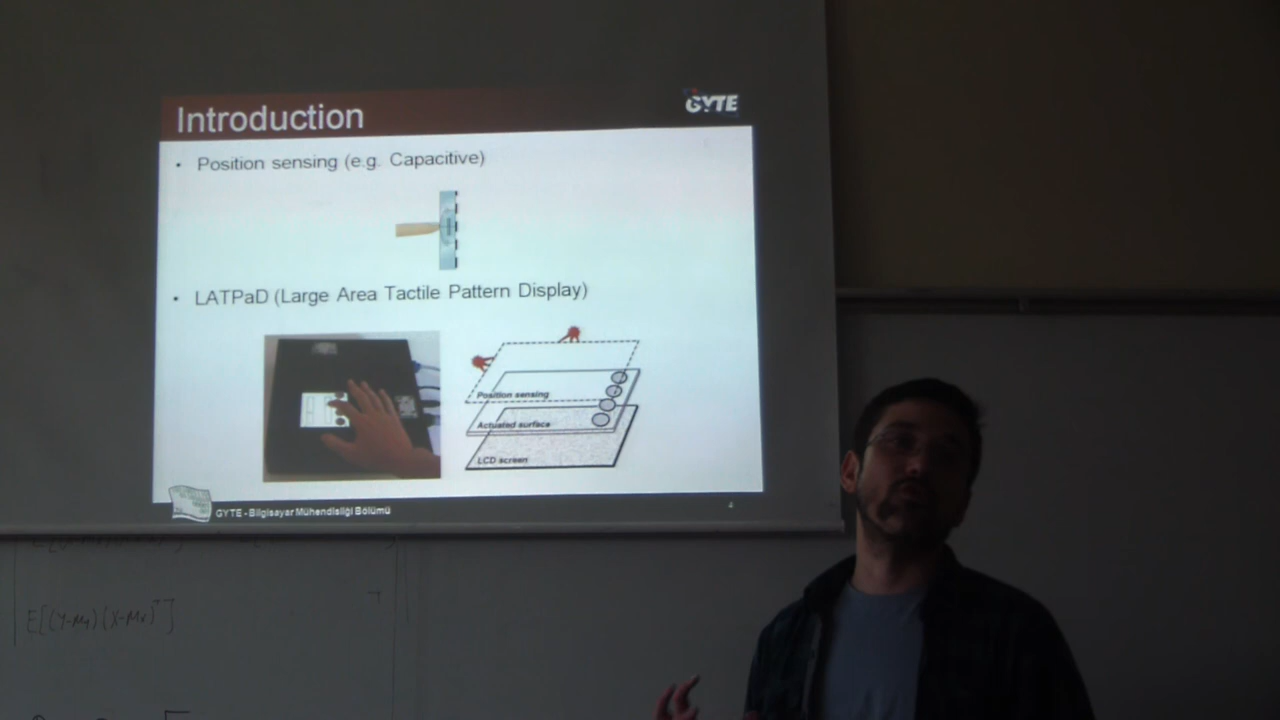 Introduction
GYTE
• Position sensing (e.g. Capacitive)
• LATPaD (Large Area Tactile Pattern Display)
Position sensing
Actuated surface
LCD screen
GYTE - Bilgisayar Mühendisliği Bölümü
4
E[(Y-My)(X-Mx)ᵀ]